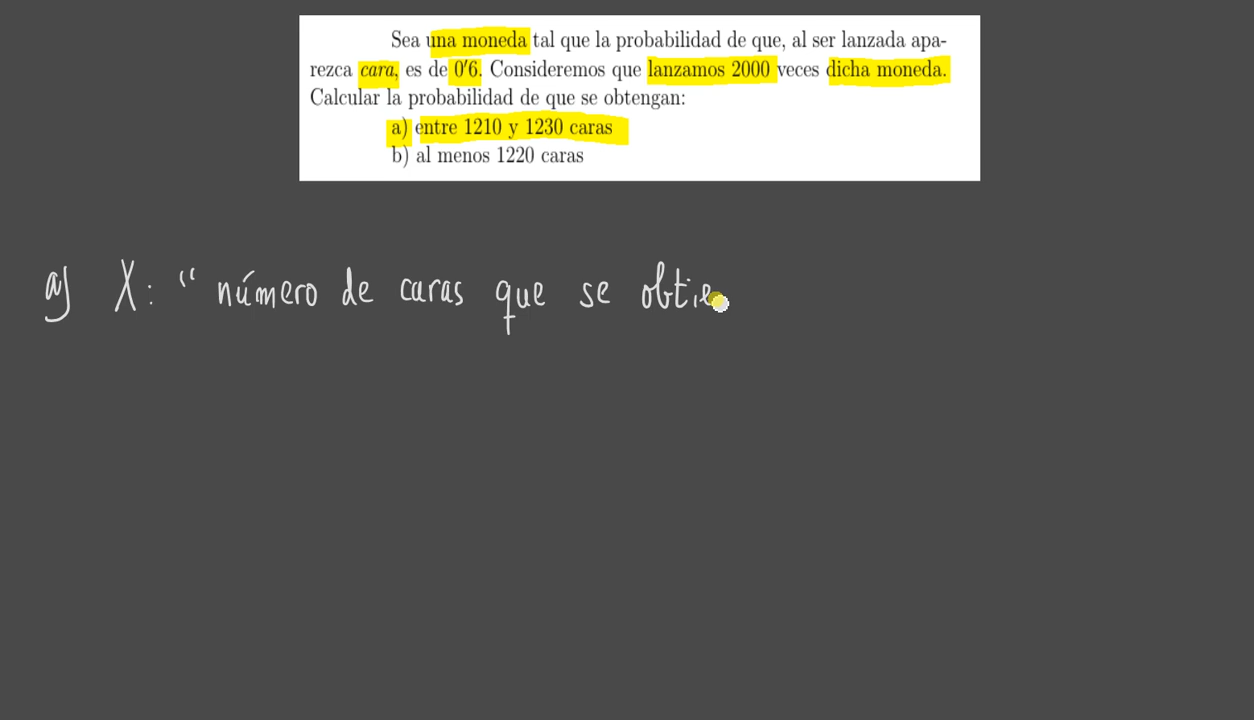 Sea una moneda tal que la probabilidad de que, al ser lanzada apa-
rezca cara, es de 0'6. Consideremos que lanzamos 2000 veces dicha moneda.
Calcular la probabilidad de que se obtengan:
a) entre 1210 y 1230 caras
b) al menos 1220 caras
a) X: “ número de caras que se obtie